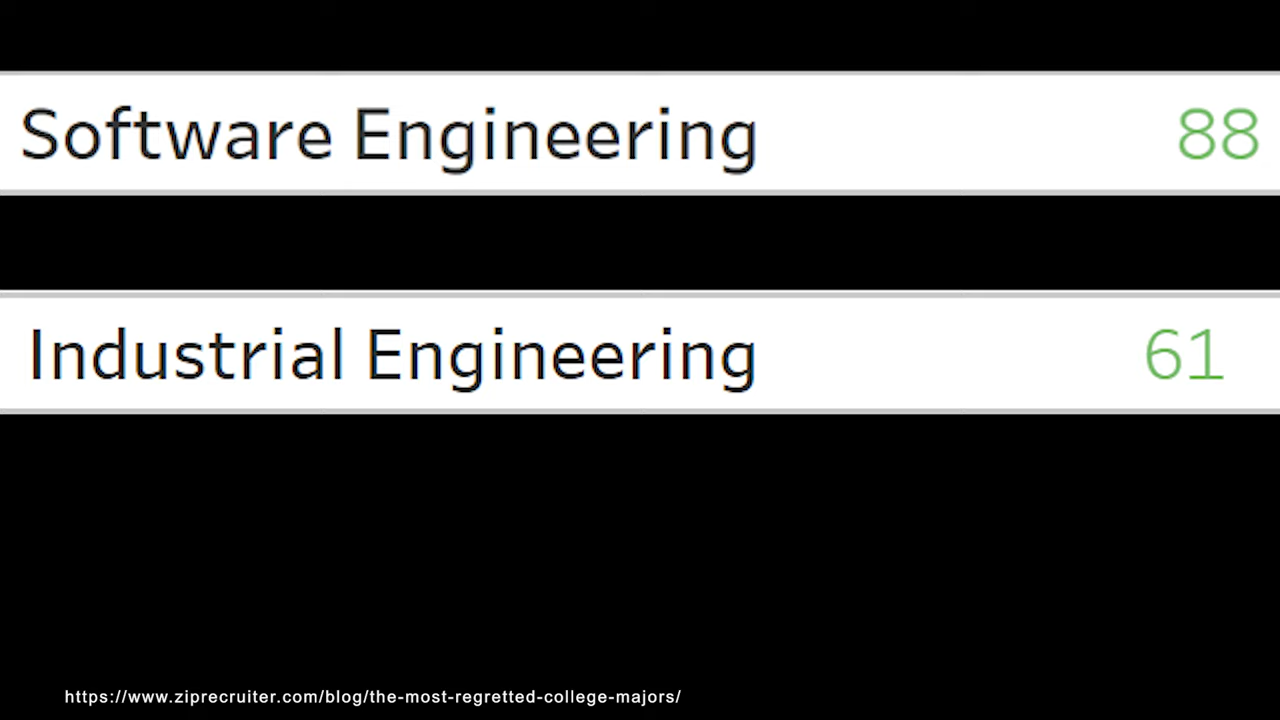 Software Engineering 88
Industrial Engineering 61
https://www.ziprecruiter.com/blog/the-most-regretted-college-majors/